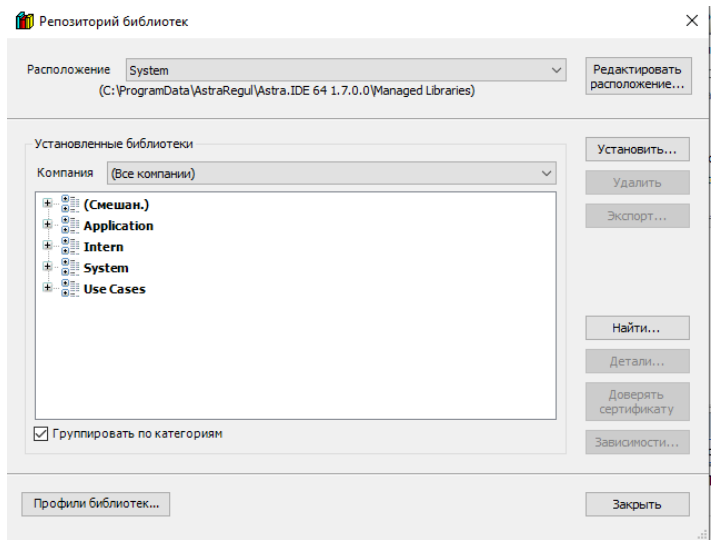 Репозиторий библиотек
Расположение System
(C:\ProgramData\AstraRegul\Astra.IDE 64 1.7.0.0\Managed Libraries)
Редактировать
расположение...
Установленные библиотеки
Компания (Все компании)
(Смешан.)
Application
Intern
System
Use Cases
Группировать по категориям
Установить...
Удалить
Экспорт...
Найти...
Детали...
Доверять
сертификату
Зависимости...
Профили библиотек...
Закрыть